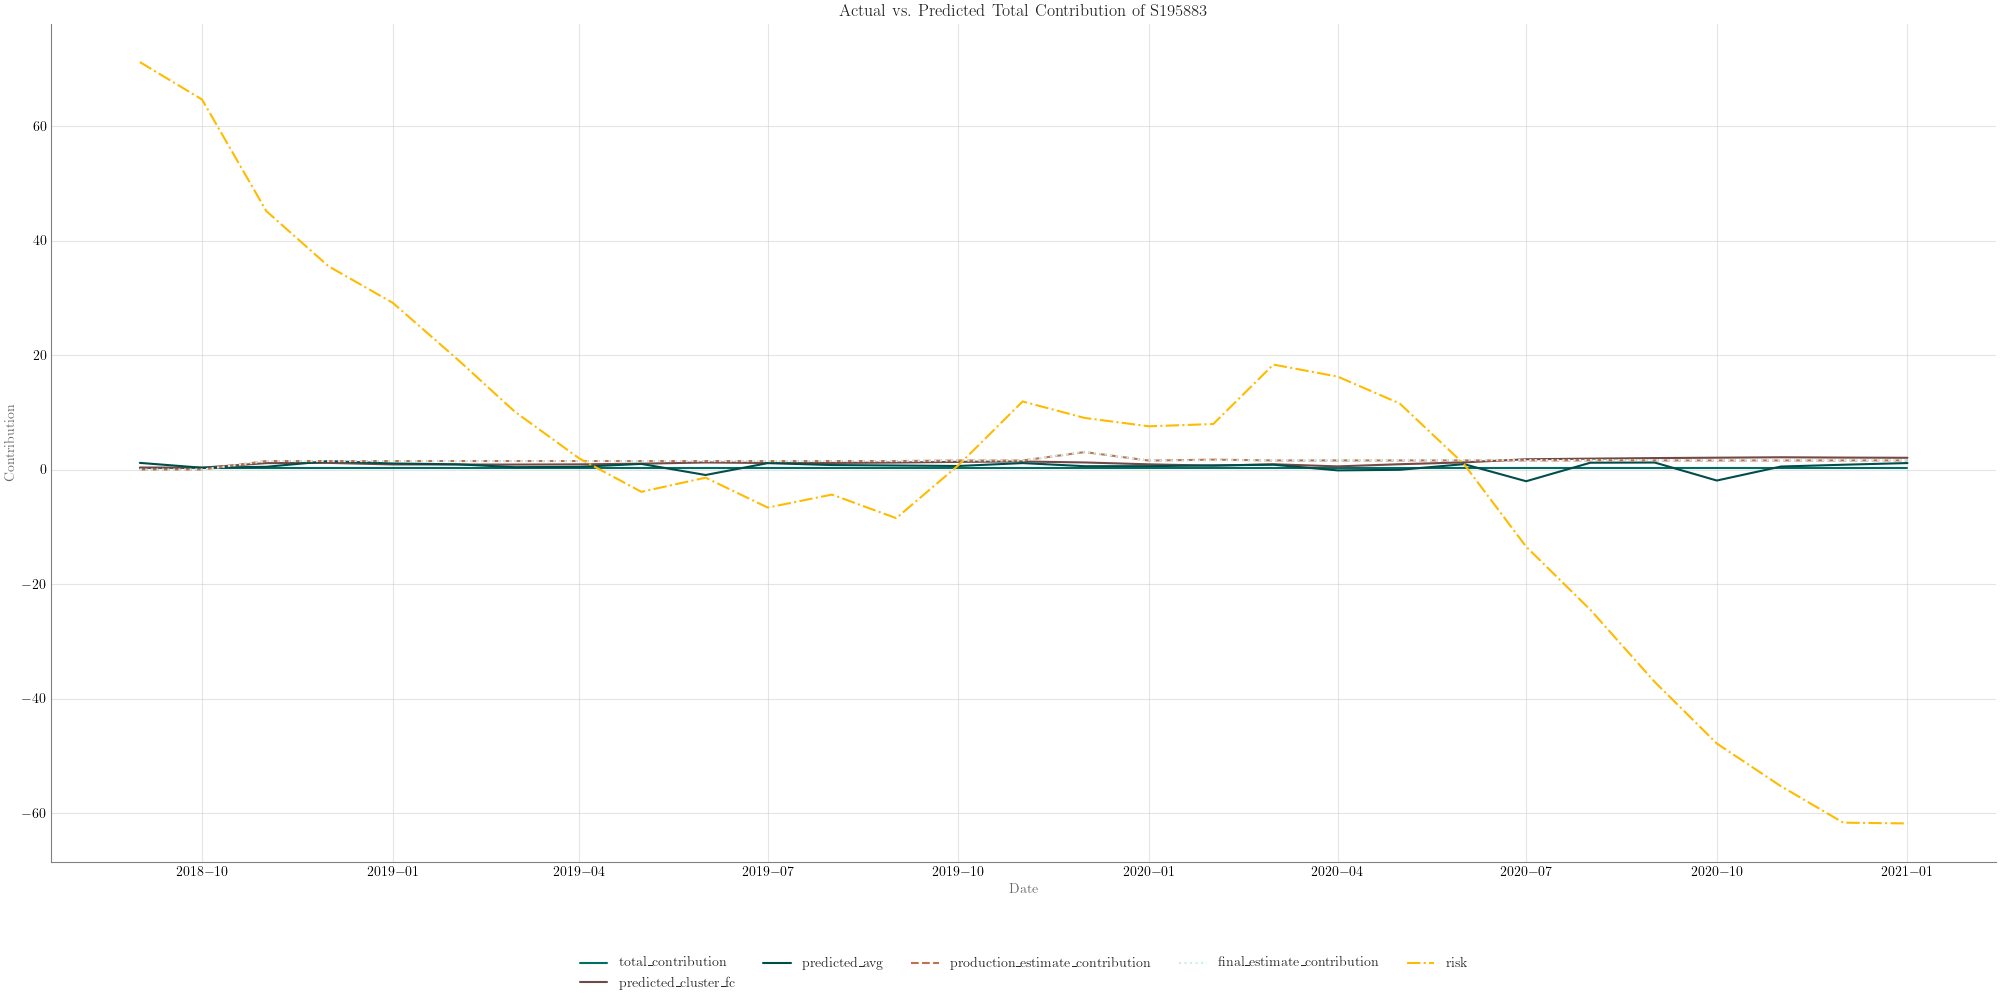 Actual vs. Predicted Total Contribution of S195883
Contribution
60
40
20
0
−20
−40
−60
2018−10 2019−01 2019−04 2019−07 2019−10 2020−01 2020−04 2020−07 2020−10 2021−01
Date
total_contribution predicted_avg production_estimate_contribution final_estimate_contribution risk
predicted_cluster_fc